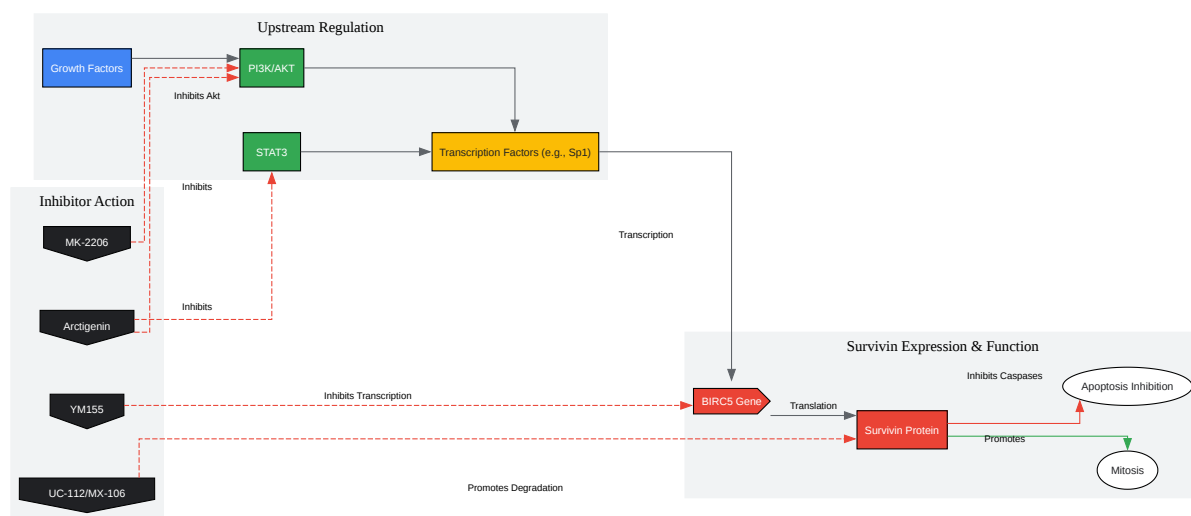 Upstream Regulation
Growth Factors
PI3K/AKT
Inhibits Akt
STAT3
Transcription Factors (e.g., Sp1)
Inhibits
Inhibitor Action
MK-2206
Transcription
Inhibits
Arctigenin
Survivin Expression & Function
Inhibits Caspases
Apoptosis Inhibition
Inhibits Transcription
YM155
BIRC5 Gene
Translation
Survivin Protein
Promotes
Mitosis
UC-112/MX-106
Promotes Degradation